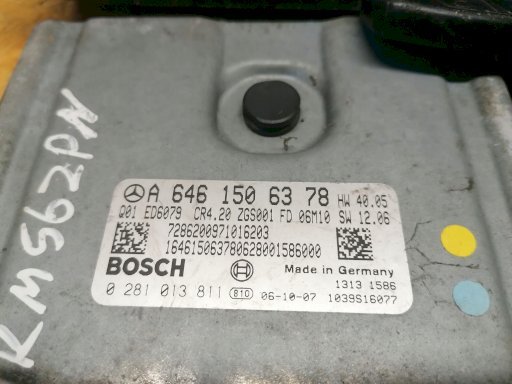 KM562PN
A 646 150 63 78 HW 40.05
Q01 ED6079 CR4.20 ZGS001 FD 06M10 SW 12.06
7286200971016203
164615063780628001586000
BOSCH
Made in Germany
1313 1586
0 281 013 811 810 06-10-07 1039S16077